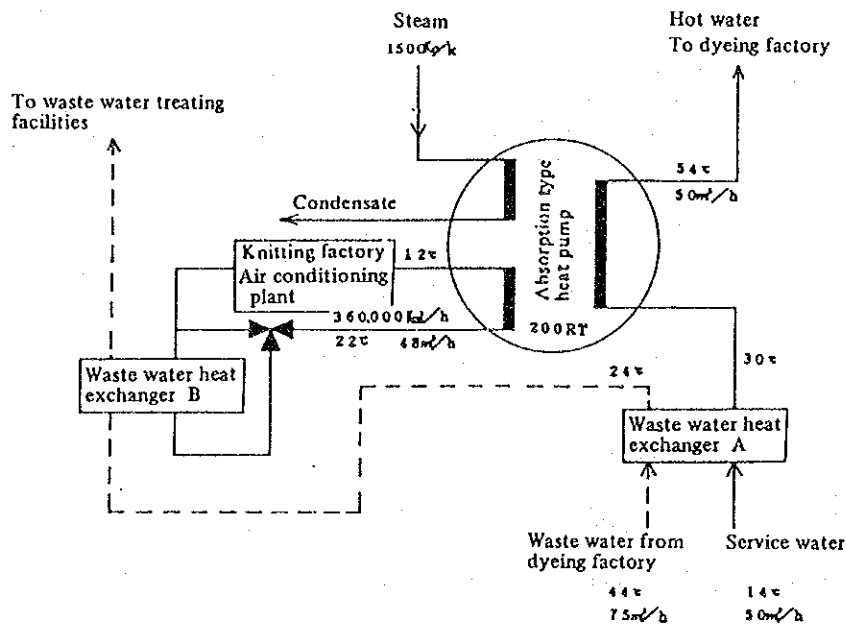 Steam
1500kg/k
Hot water
To dyeing factory
To waste water treating
facilities
54℃
50m³/h
Absorption type
heat pump
Condensate
Knitting factory
Air conditioning
plant
12℃
360,000Kcal/h
22℃ 48m³/h
200RT
Waste water heat
exchanger B
24℃
30℃
Waste water heat
exchanger A
Waste water from
dyeing factory
Service water
44℃
75m³/h
14℃
50m³/h